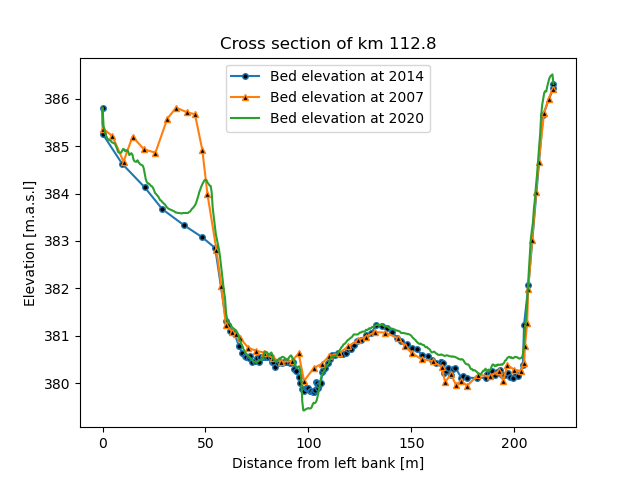 Cross section of km 112.8
Bed elevation at 2014
Bed elevation at 2007
Bed elevation at 2020
Elevation [m.a.s.l]
386
385
384
383
382
381
380
0
50
100
150
200
Distance from left bank [m]